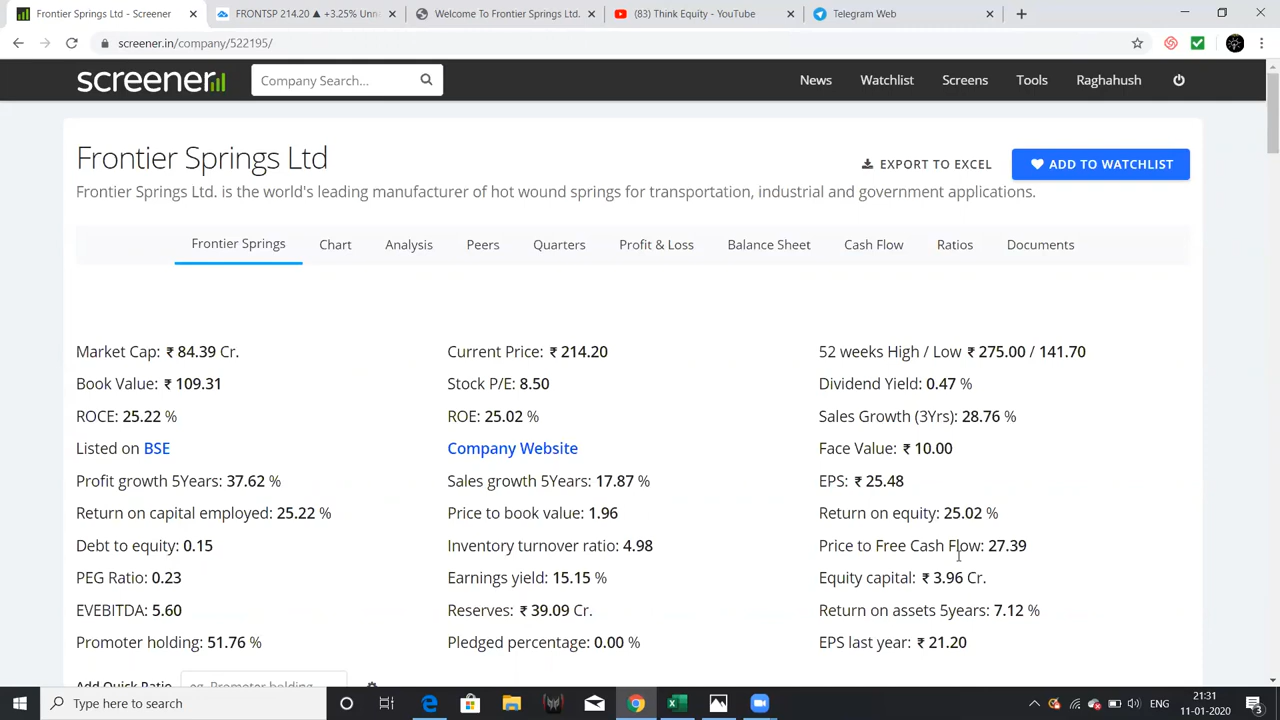 Frontier Springs Ltd - Screener
FRONTSP 214.20 ▲ +3.25% Unn
Welcome To Frontier Springs Ltd.
(83) Think Equity - YouTube
Telegram Web
screener.in/company/522195/
screener
Company Search...
News
Watchlist
Screens
Tools
Raghahush
Frontier Springs Ltd
EXPORT TO EXCEL
ADD TO WATCHLIST
Frontier Springs Ltd. is the world's leading manufacturer of hot wound springs for transportation, industrial and government applications.
Frontier Springs Chart Analysis Peers Quarters Profit & Loss Balance Sheet Cash Flow Ratios Documents
Market Cap: ₹ 84.39 Cr. Current Price: ₹ 214.20 52 weeks High / Low ₹ 275.00 / 141.70
Book Value: ₹ 109.31 Stock P/E: 8.50 Dividend Yield: 0.47 %
ROCE: 25.22 % ROE: 25.02 % Sales Growth (3Yrs): 28.76 %
Listed on BSE Company Website Face Value: ₹ 10.00
Profit growth 5Years: 37.62 % Sales growth 5Years: 17.87 % EPS: ₹ 25.48
Return on capital employed: 25.22 % Price to book value: 1.96 Return on equity: 25.02 %
Debt to equity: 0.15 Inventory turnover ratio: 4.98 Price to Free Cash Flow: 27.39
PEG Ratio: 0.23 Earnings yield: 15.15 % Equity capital: ₹ 3.96 Cr.
EVEBITDA: 5.60 Reserves: ₹ 39.09 Cr. Return on assets 5years: 7.12 %
Promoter holding: 51.76 % Pledged percentage: 0.00 % EPS last year: ₹ 21.20
Add Quick Ratio eg. Promoter holding
Type here to search
21:31
11-01-2020
3